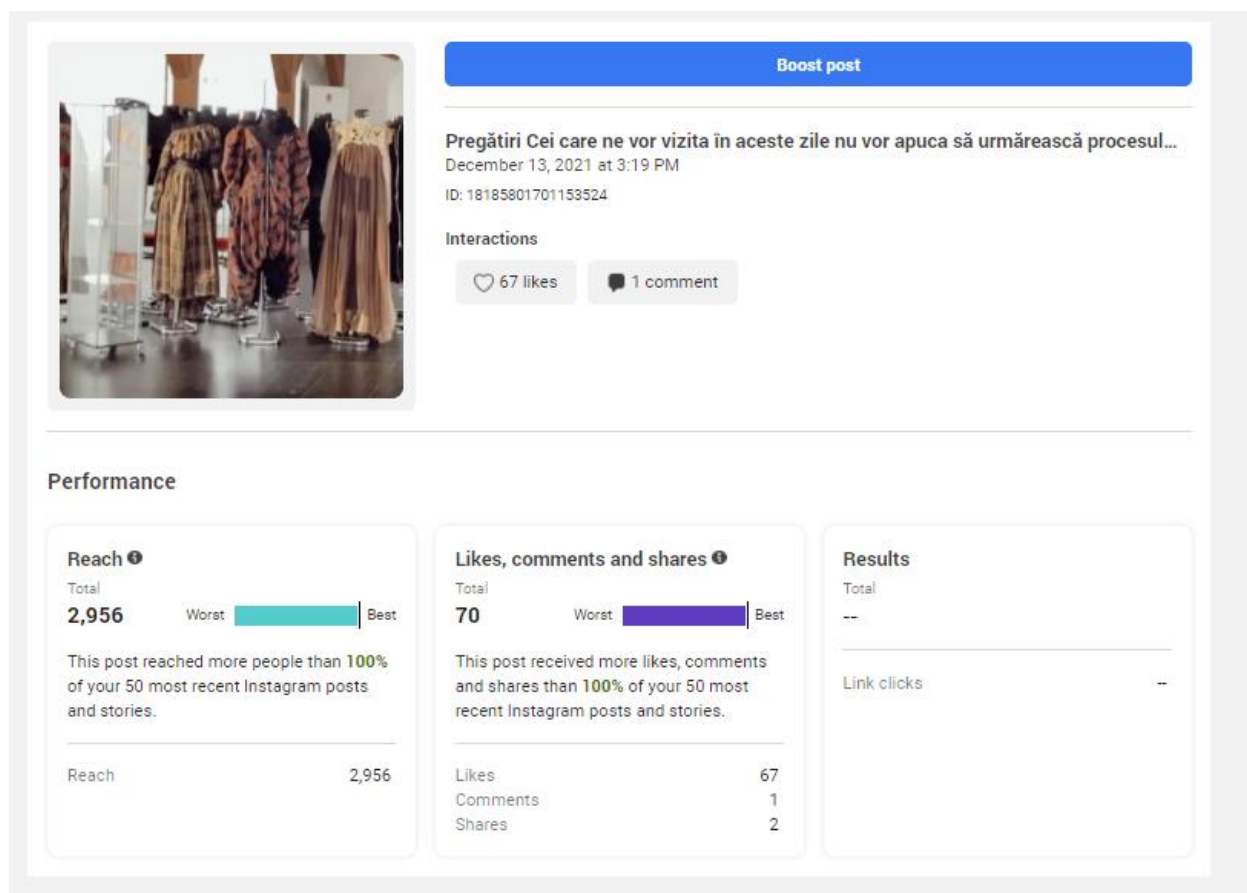 Boost post
Pregătiri Cei care ne vor vizita în aceste zile nu vor apuca să urmărească procesul...
December 13, 2021 at 3:19 PM
ID: 18185801701153524
Interactions
67 likes
1 comment
Performance
Reach
Total
2,956
Worst
Best
This post reached more people than 100%
of your 50 most recent Instagram posts
and stories.
Reach 2,956
Likes, comments and shares
Total
70
Worst
Best
This post received more likes, comments
and shares than 100% of your 50 most
recent Instagram posts and stories.
Likes 67
Comments 1
Shares 2
Results
Total
--
Link clicks --